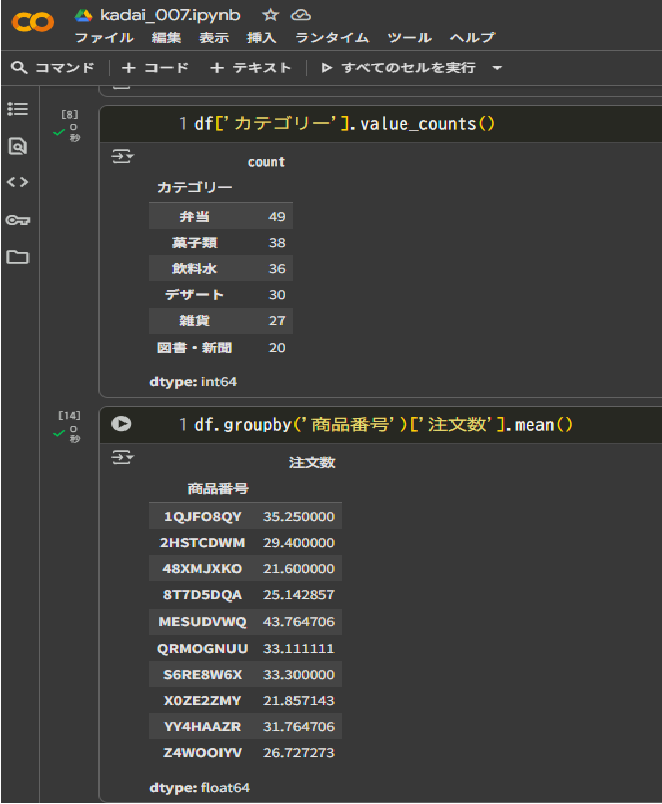 kadai_007.ipynb
ファイル 編集 表示 挿入 ランタイム ツール ヘルプ
コマンド + コード + テキスト すべてのセルを実行
[8]
0
秒
1 df['カテゴリー'].value_counts()
count
カテゴリー
弁当 49
菓子類 38
飲料水 36
デザート 30
雑貨 27
図書・新聞 20
dtype: int64
[14]
0
秒
1 df.groupby('商品番号')['注文数'].mean()
注文数
商品番号
1QJFO8QY 35.250000
2HSTCDWM 29.400000
48XMJXKO 21.600000
8T7D5DQA 25.142857
MESUDVWQ 43.764706
QRMOGNUU 33.111111
S6RE8W6X 33.300000
X0ZE2ZMY 21.857143
YY4HAAZR 31.764706
Z4WOOIYV 26.727273
dtype: float64